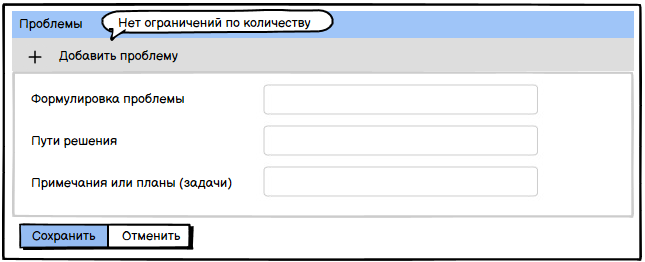 Проблемы
Нет ограничений по количеству
+ Добавить проблему
Формулировка проблемы
Пути решения
Примечания или планы (задачи)
Сохранить Отменить